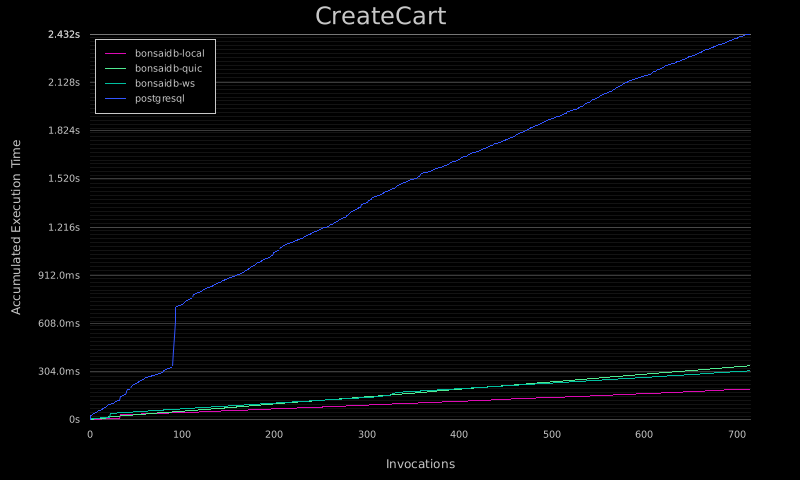 CreateCart
2.432s
2.128s
1.824s
1.520s
1.216s
912.0ms
608.0ms
304.0ms
0s
bonsaidb-local
bonsaidb-quic
bonsaidb-ws
postgresql
Accumulated Execution Time
0 100 200 300 400 500 600 700
Invocations